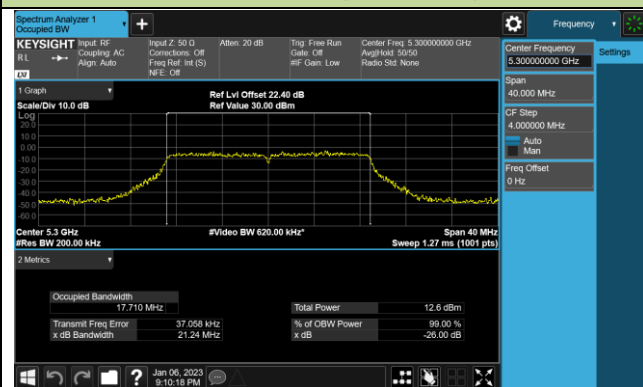 Spectrum Analyzer 1
Occupied BW
Frequency
KEYSIGHT
Input: RF
Coupling: AC
Align: Auto
Input Z: 50 Ω
Corrections: Off
Freq Ref: Int (S)
NFE: Off
Atten: 20 dB
Trig: Free Run
Gate: Off
#IF Gain: Low
Center Freq: 5.300000000 GHz
Avg|Hold: 50/50
Radio Std: None
RL
Center Frequency
5.300000000 GHz
Settings
Span
40.000 MHz
CF Step
4.000000 MHz
Auto
Man
Freq Offset
0 Hz
1 Graph
Scale/Div 10.0 dB
Ref Lvl Offset 22.40 dB
Ref Value 30.00 dBm
Log
20.0
10.0
0.00
-10.0
-20.0
-30.0
-40.0
-50.0
-60.0
Center 5.3 GHz
#Res BW 200.00 kHz
#Video BW 620.00 kHz*
Span 40 MHz
Sweep 1.27 ms (1001 pts)
2 Metrics
Occupied Bandwidth
17.710 MHz
Total Power 12.6 dBm
Transmit Freq Error 37.058 kHz
% of OBW Power 99.00 %
x dB Bandwidth 21.24 MHz
x dB -26.00 dB
?
Jan 06, 2023
9:10:18 PM